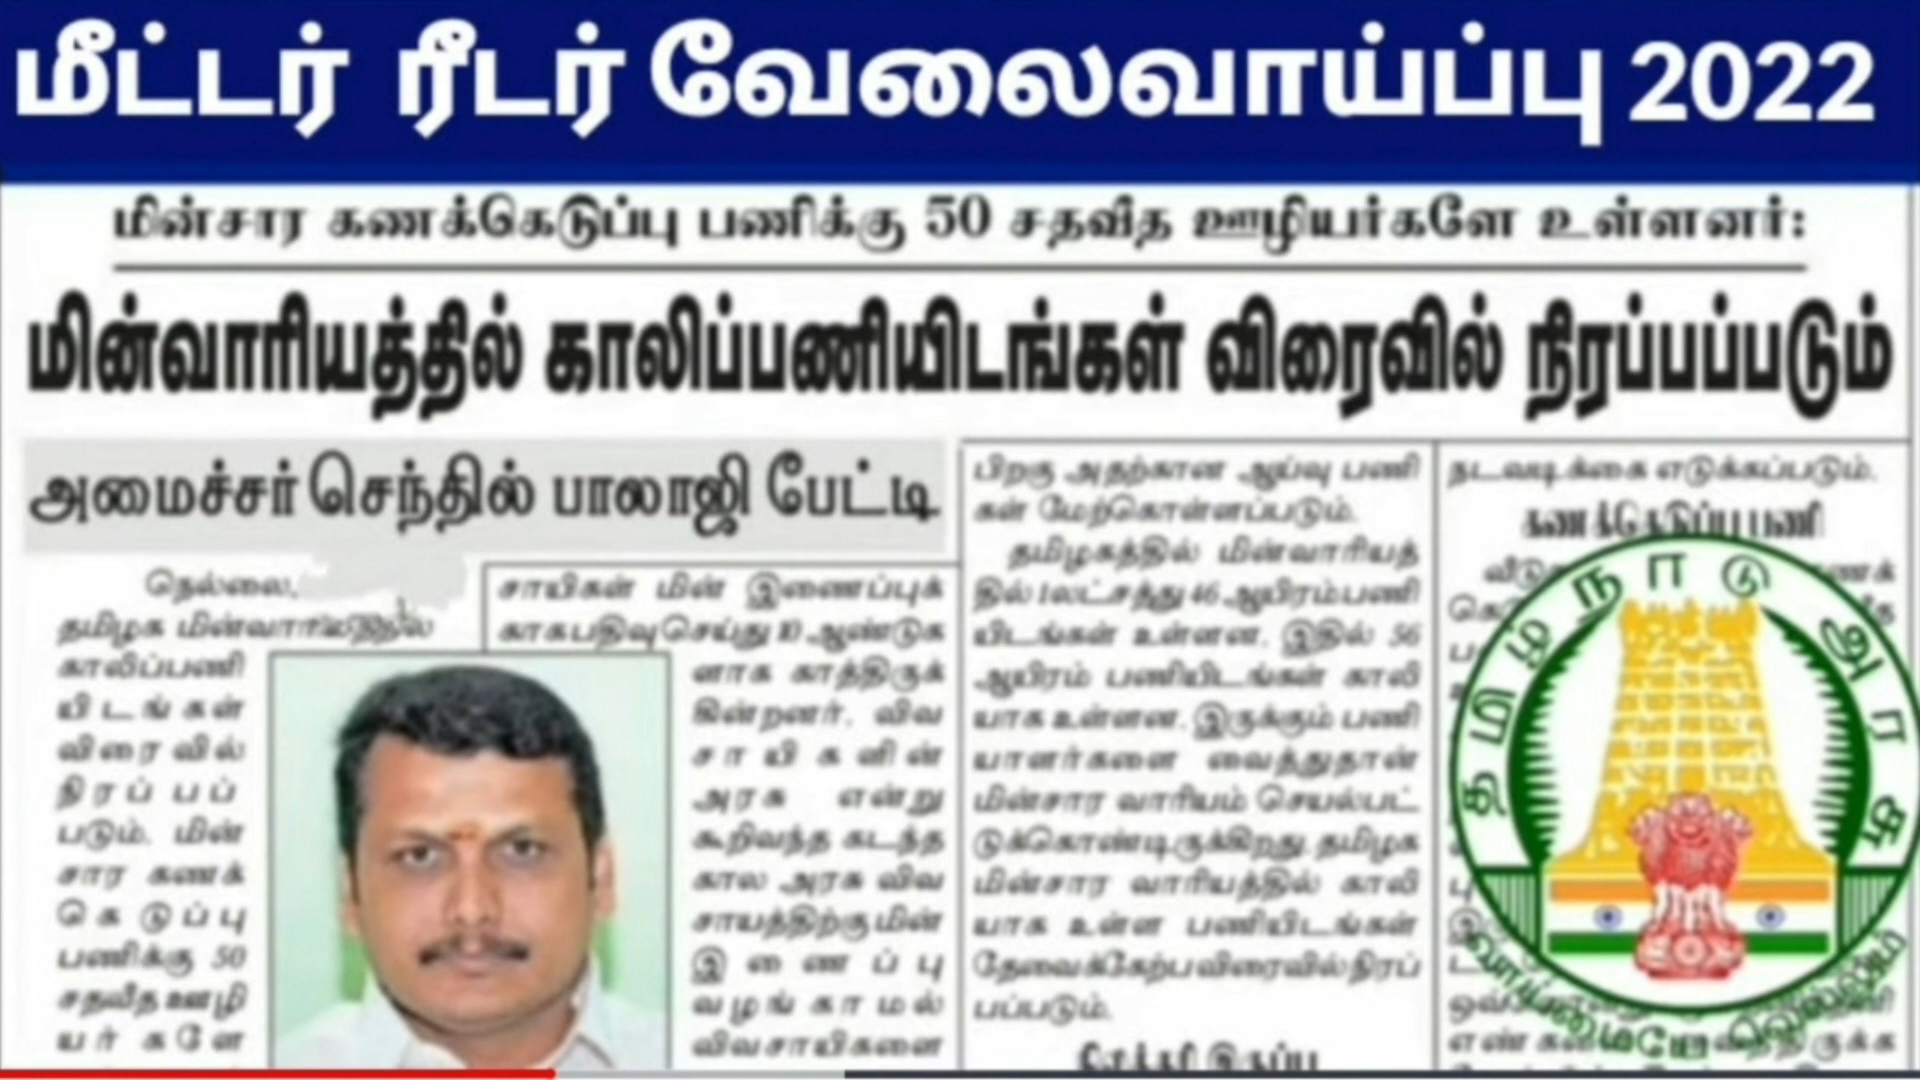 மீட்டர் ரீடர் வேலைவாய்ப்பு 2022
மின்சார கணக்கெடுப்பு பணிக்கு 50 சதவீத ஊழியர்களே உள்ளனர்:
மின்வாரியத்தில் காலிப்பணியிடங்கள் விரைவில் நிரப்பப்படும்
அமைச்சர் செந்தில் பாலாஜி பேட்டி
நெல்லை,
தமிழக மின்வாரியத்தில்
காலிப்பணி
யிடங்கள்
விரைவில்
நிரப்பப்
படும். மின்
சார கணக்
கெடுப்பு
பணிக்கு 50
சதவீத ஊழி
யர்களே
சாயிகள் மின் இணைப்புக்
காக பதிவு செய்து 10 ஆண்டுக
ளாக காத்திருக்
கின்றனர். விவ
சாயிகளின்
அரசு என்று
கூறிவந்த கடந்த
கால அரசு விவ
சாயத்திற்கு மின்
இணைப்பு
வழங்காமல்
விவசாயிகளை
பிறகு அதற்கான ஆய்வு பணி
கள் மேற்கொள்ளப்படும்.
தமிழகத்தில் மின்வாரியத்
தில் 1 லட்சத்து 46 ஆயிரம் பணி
யிடங்கள் உள்ளன. இதில் 56
ஆயிரம் பணியிடங்கள் காலி
யாக உள்ளன. இருக்கும் பணி
யாளர்களை வைத்துதான்
மின்சார வாரியம் செயல்பட்
டுக்கொண்டிருக்கிறது. தமிழக
மின்சார வாரியத்தில் காலி
யாக உள்ள பணியிடங்கள்
தேவைக்கேற்ப விரைவில் நிரப்
பப்படும்.
நடவடிக்கை எடுக்கப்படும்.
கணக்கெடுப்பு பணி
தமிழ்நாடு அரசு
வாய்மையே வெல்லும்